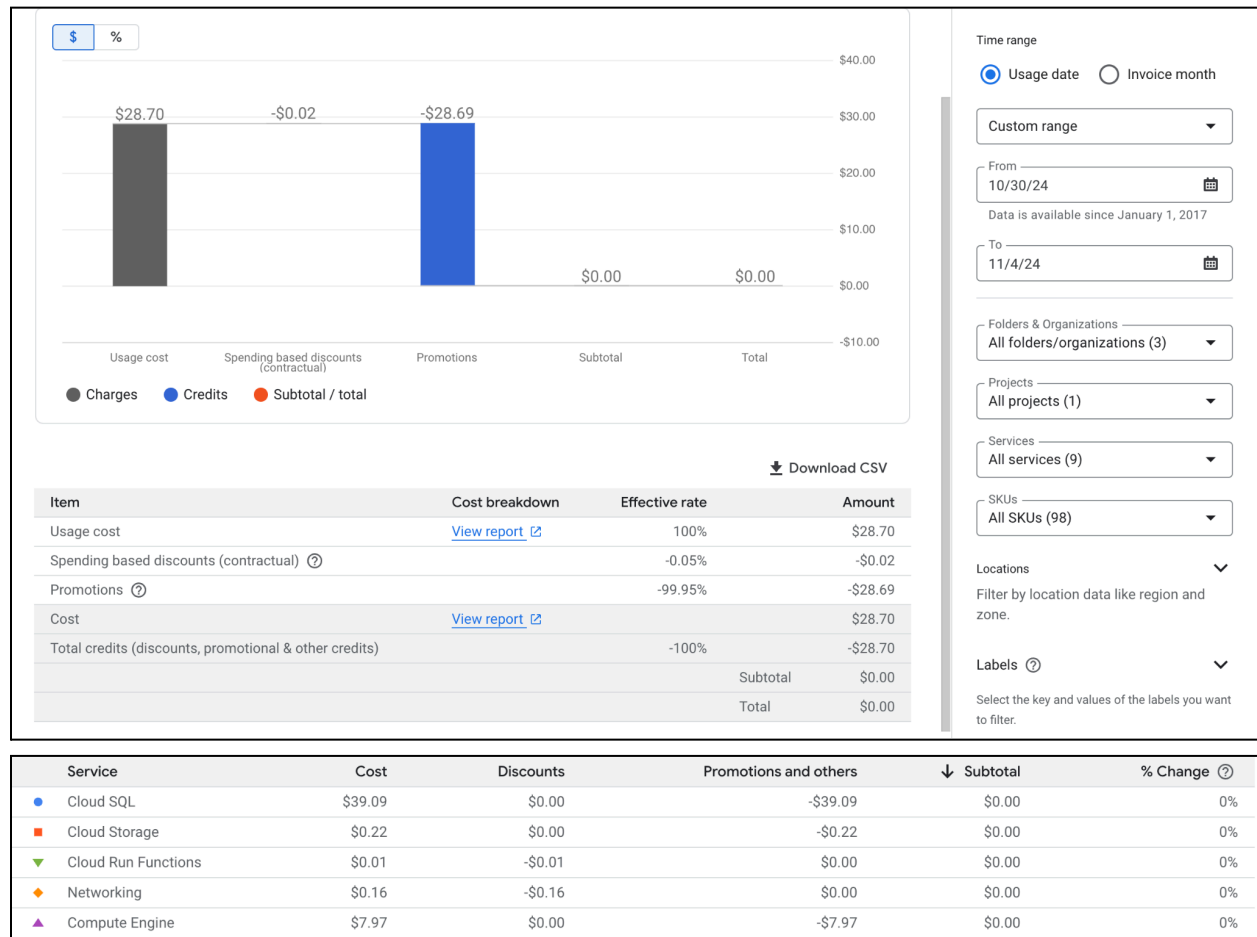 $ %
$40.00
$30.00
$20.00
$10.00
$0.00
-$10.00
$28.70 -$0.02 -$28.69 $0.00 $0.00
Usage cost Spending based discounts (contractual) Promotions Subtotal Total
Charges Credits Subtotal / total
Download CSV
Item Cost breakdown Effective rate Amount
Usage cost View report 100% $28.70
Spending based discounts (contractual) ? -0.05% -$0.02
Promotions ? -99.95% -$28.69
Cost View report $28.70
Total credits (discounts, promotional & other credits) -100% -$28.70
Subtotal $0.00
Total $0.00
Time range
Usage date Invoice month
Custom range
From
10/30/24
Data is available since January 1, 2017
To
11/4/24
Folders & Organizations
All folders/organizations (3)
Projects
All projects (1)
Services
All services (9)
SKUs
All SKUs (98)
Locations
Filter by location data like region and
zone.
Labels ?
Select the key and values of the labels you want
to filter.
Service Cost Discounts Promotions and others Subtotal % Change ?
Cloud SQL $39.09 $0.00 -$39.09 $0.00 0%
Cloud Storage $0.22 $0.00 -$0.22 $0.00 0%
Cloud Run Functions $0.01 -$0.01 $0.00 $0.00 0%
Networking $0.16 -$0.16 $0.00 $0.00 0%
Compute Engine $7.97 $0.00 -$7.97 $0.00 0%